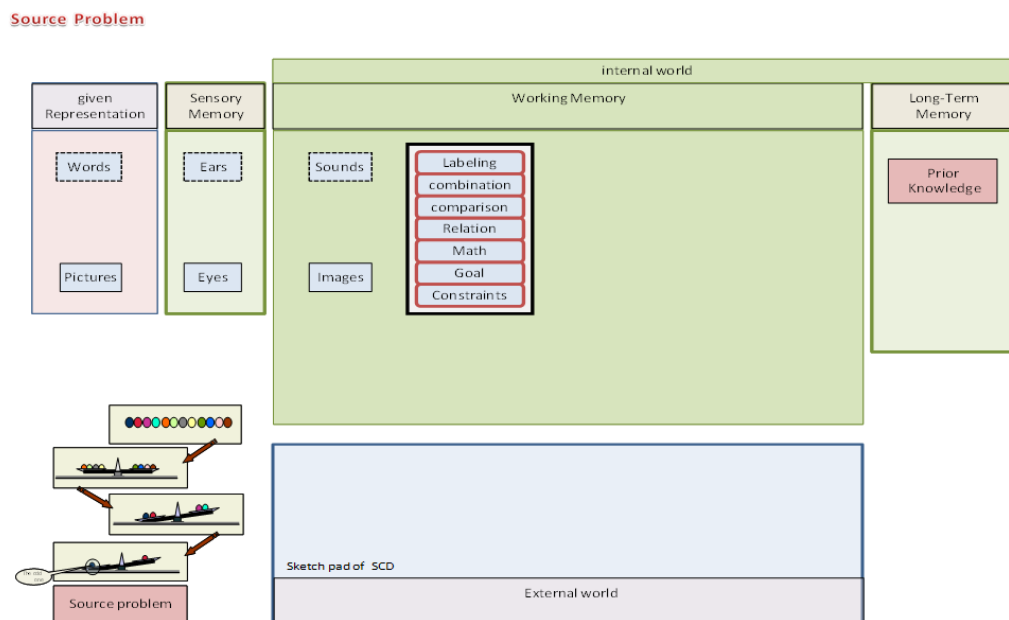 Source Problem
internal world
given
Representation
Sensory
Memory
Working Memory
Long-Term
Memory
Words
Ears
Sounds
Labeling
combination
comparison
Relation
Math
Goal
Constraints
Prior
Knowledge
Pictures
Eyes
Images
Sketch pad of SCD
External world
Source problem